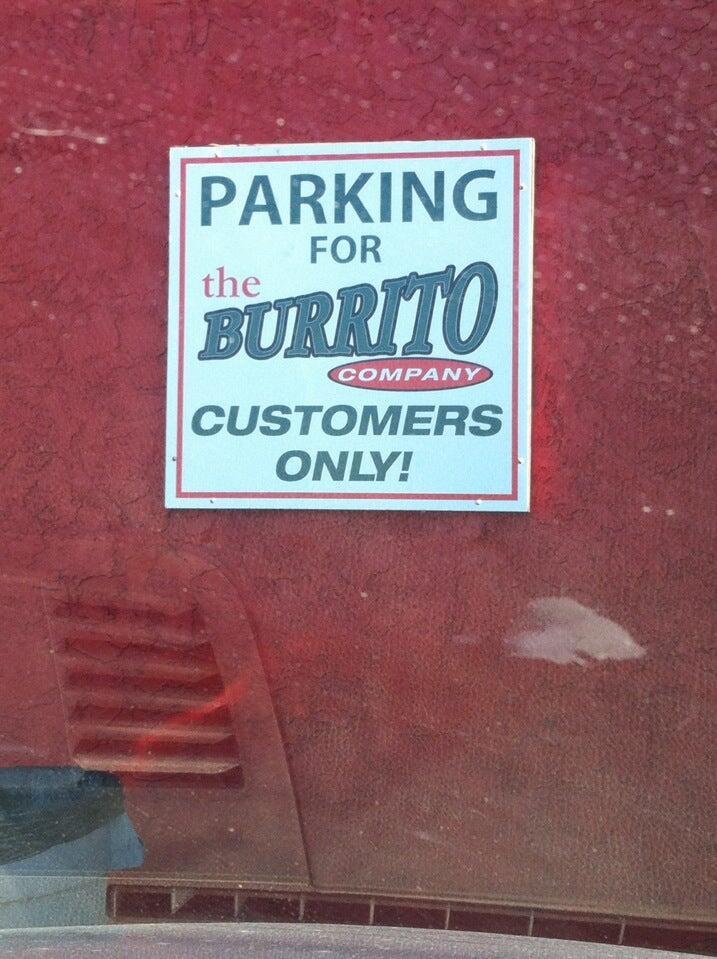 PARKING
FOR
the
BURRITO
COMPANY
CUSTOMERS
ONLY!